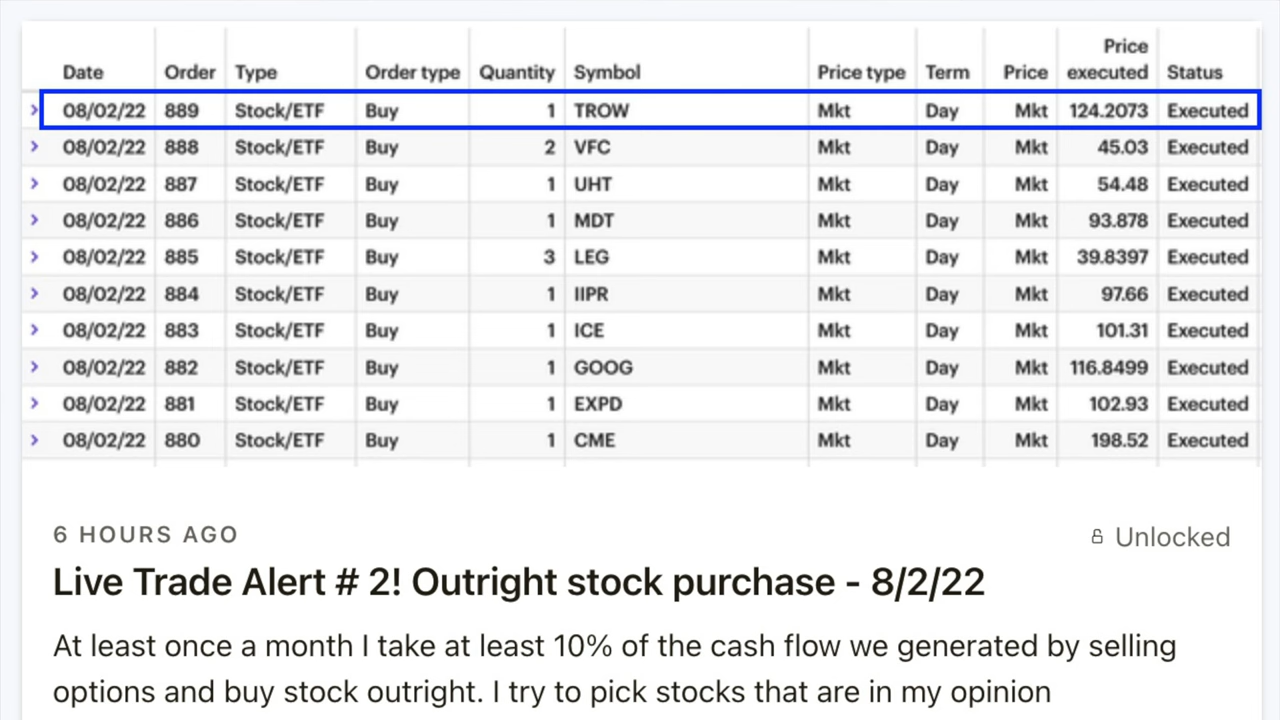 Date Order Type Order type Quantity Symbol Price type Term Price Price executed Status
08/02/22 889 Stock/ETF Buy 1 TROW Mkt Day Mkt 124.2073 Executed
08/02/22 888 Stock/ETF Buy 2 VFC Mkt Day Mkt 45.03 Executed
08/02/22 887 Stock/ETF Buy 1 UHT Mkt Day Mkt 54.48 Executed
08/02/22 886 Stock/ETF Buy 1 MDT Mkt Day Mkt 93.878 Executed
08/02/22 885 Stock/ETF Buy 3 LEG Mkt Day Mkt 39.8397 Executed
08/02/22 884 Stock/ETF Buy 1 IIPR Mkt Day Mkt 97.66 Executed
08/02/22 883 Stock/ETF Buy 1 ICE Mkt Day Mkt 101.31 Executed
08/02/22 882 Stock/ETF Buy 1 GOOG Mkt Day Mkt 116.8499 Executed
08/02/22 881 Stock/ETF Buy 1 EXPD Mkt Day Mkt 102.93 Executed
08/02/22 880 Stock/ETF Buy 1 CME Mkt Day Mkt 198.52 Executed
6 HOURS AGO Unlocked
Live Trade Alert # 2! Outright stock purchase - 8/2/22
At least once a month I take at least 10% of the cash flow we generated by selling
options and buy stock outright. I try to pick stocks that are in my opinion